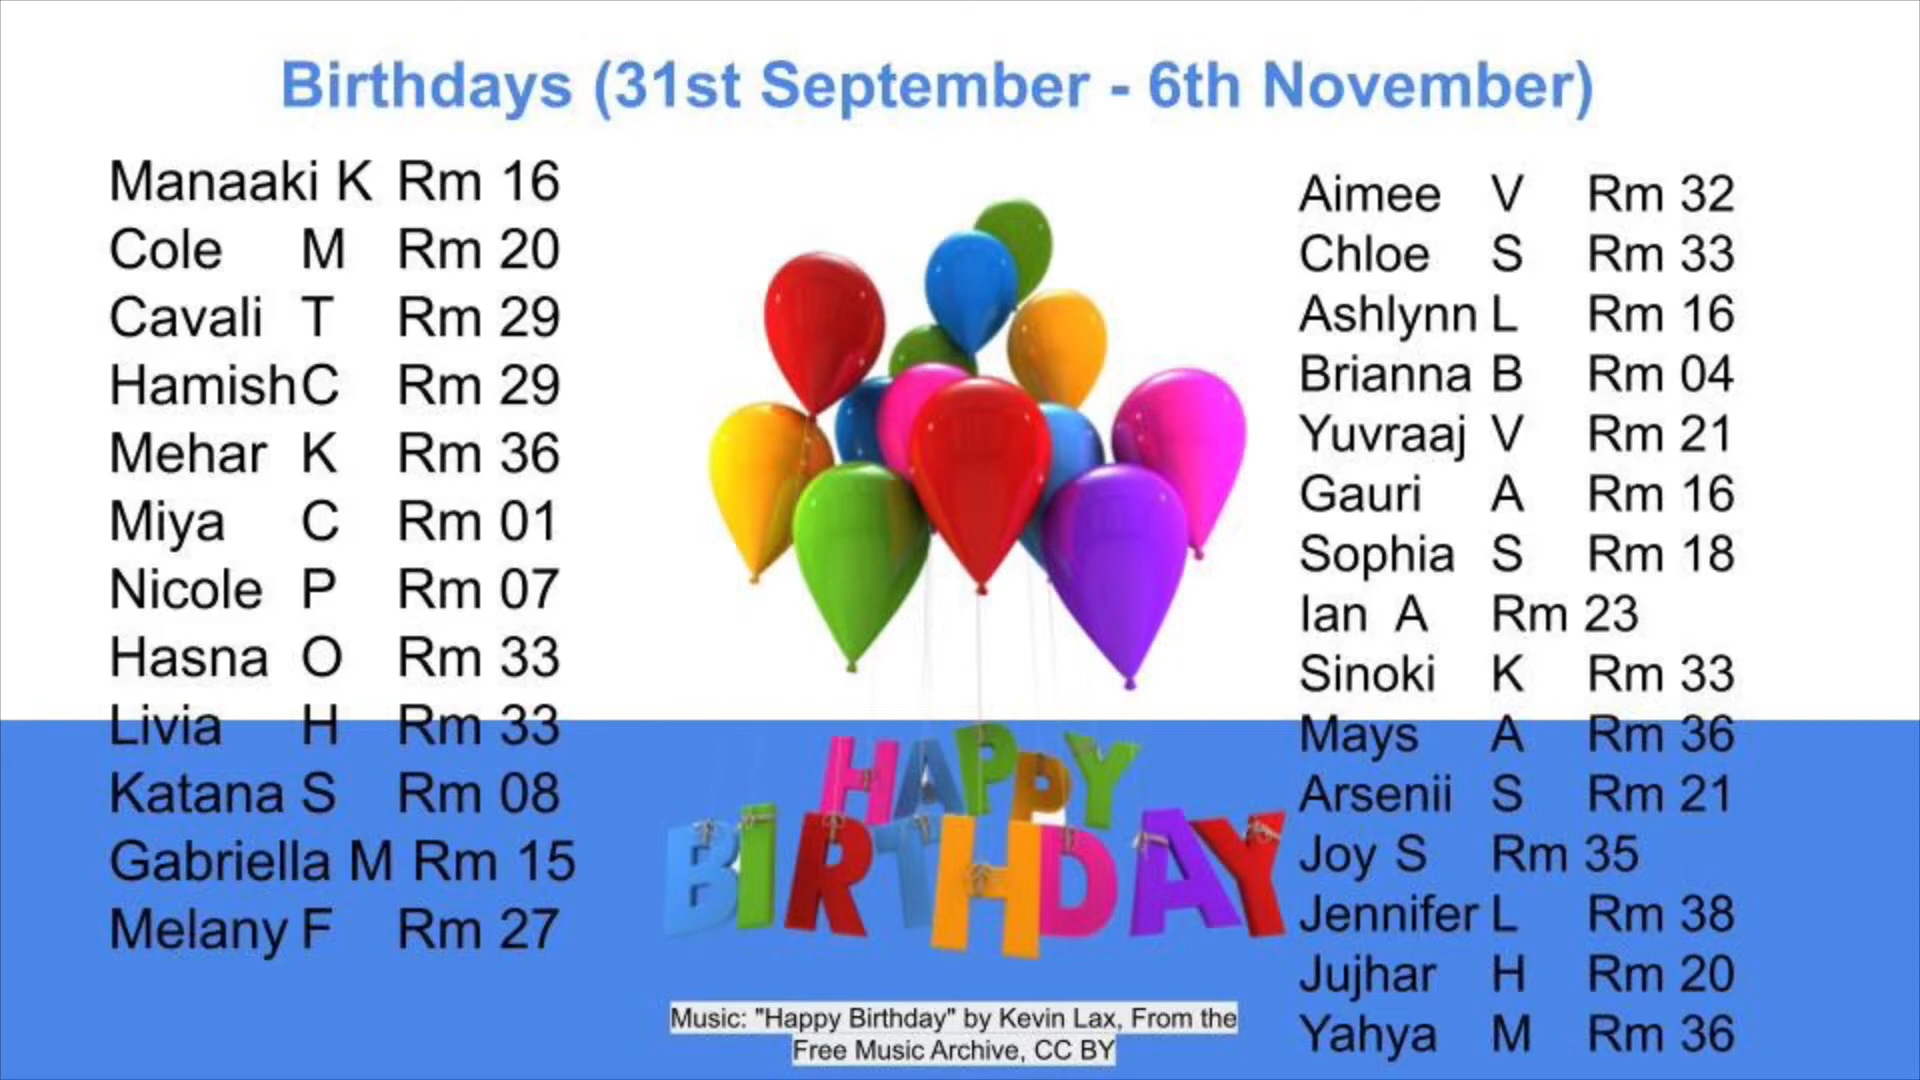 Birthdays (31st September - 6th November)
Manaaki K Rm 16
Cole M Rm 20
Cavali T Rm 29
Hamish C Rm 29
Mehar K Rm 36
Miya C Rm 01
Nicole P Rm 07
Hasna O Rm 33
Livia H Rm 33
Katana S Rm 08
Gabriella M Rm 15
Melany F Rm 27
HAPPY
BIRTHDAY
Music: "Happy Birthday" by Kevin Lax, From the
Free Music Archive, CC BY
Aimee V Rm 32
Chloe S Rm 33
Ashlynn L Rm 16
Brianna B Rm 04
Yuvraaj V Rm 21
Gauri A Rm 16
Sophia S Rm 18
Ian A Rm 23
Sinoki K Rm 33
Mays A Rm 36
Arsenii S Rm 21
Joy S Rm 35
Jennifer L Rm 38
Jujhar H Rm 20
Yahya M Rm 36